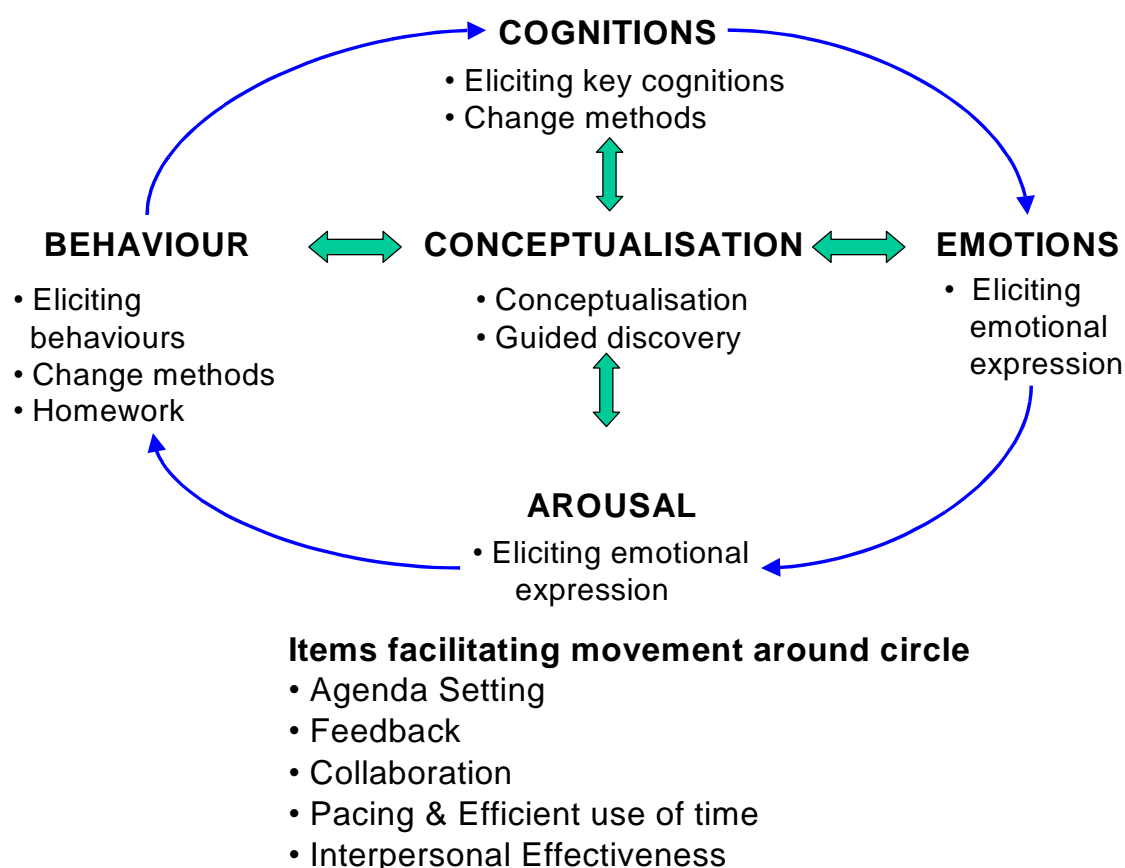 COGNITIONS
• Eliciting key cognitions
• Change methods
BEHAVIOUR
• Eliciting
behaviours
• Change methods
• Homework
CONCEPTUALISATION
• Conceptualisation
• Guided discovery
EMOTIONS
• Eliciting
emotional
expression
AROUSAL
• Eliciting emotional
expression
Items facilitating movement around circle
• Agenda Setting
• Feedback
• Collaboration
• Pacing & Efficient use of time
• Interpersonal Effectiveness